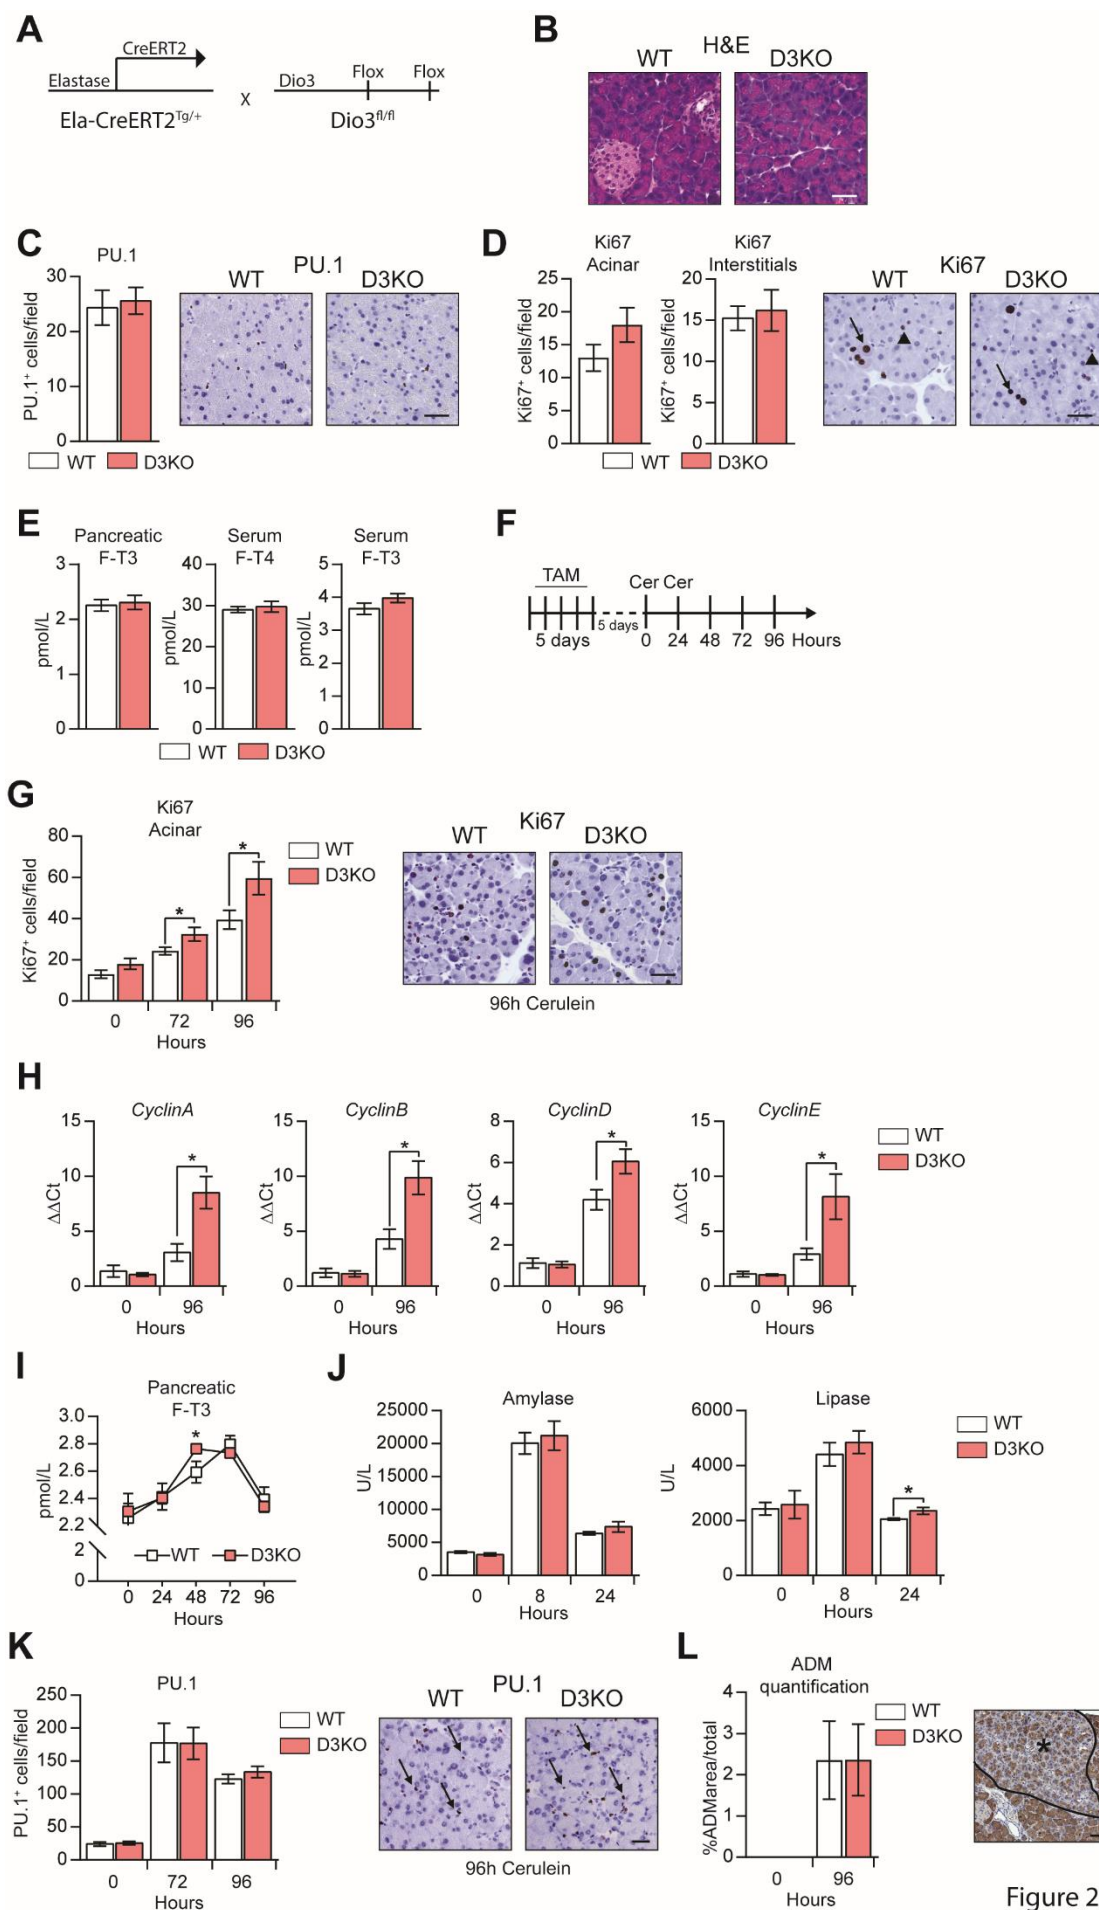 A
CreERT2
Elastase
Ela-CreERT2Tg/+
x
Dio3
Flox
Flox
Dio3fl/fl
B
H&E
WT
D3KO
C
PU.1
PU.1+ cells/field
30
20
10
0
WT
D3KO
PU.1
WT
D3KO
D
Ki67
Acinar
Ki67+ cells/field
25
20
15
10
5
0
Ki67
Interstitials
Ki67+ cells/field
20
15
10
5
0
WT
D3KO
Ki67
WT
D3KO
E
Pancreatic
F-T3
pmol/L
3
2
1
0
Serum
F-T4
pmol/L
40
30
20
10
0
Serum
F-T3
pmol/L
5
4
3
2
1
0
WT
D3KO
F
TAM
5 days
5 days
Cer Cer
0 24 48 72 96 Hours
G
Ki67
Acinar
Ki67+ cells/field
80
60
40
20
0
*
*
0 72 96
Hours
WT
D3KO
Ki67
WT
D3KO
96h Cerulein
H
CyclinA
ΔΔCt
15
10
5
0
*
0 96
Hours
CyclinB
ΔΔCt
15
10
5
0
*
0 96
Hours
CyclinD
ΔΔCt
8
6
4
2
0
*
0 96
Hours
CyclinE
ΔΔCt
15
10
5
0
*
0 96
Hours
WT
D3KO
I
Pancreatic
F-T3
pmol/L
3.0
2.8
2.6
2.4
2.2
2
0
*
WT
D3KO
0 24 48 72 96
Hours
J
Amylase
U/L
25000
20000
15000
10000
5000
0
0 8 24
Hours
Lipase
U/L
6000
4000
2000
0
*
0 8 24
Hours
WT
D3KO
K
PU.1
PU.1+ cells/field
250
200
150
100
50
0
0 72 96
Hours
WT
D3KO
PU.1
WT
D3KO
96h Cerulein
L
ADM
quantification
%ADMarea/total
4
3
2
1
0
0 96
Hours
WT
D3KO
*
Figure 2